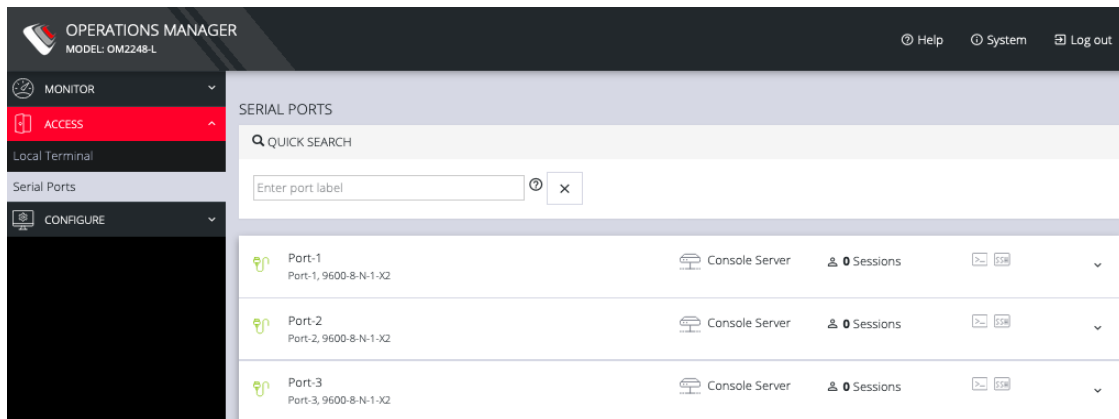 OPERATIONS MANAGER
MODEL: OM2248-L
Help
System
Log out
MONITOR
ACCESS
Local Terminal
Serial Ports
CONFIGURE
SERIAL PORTS
QUICK SEARCH
Enter port label
Port-1
Port-1, 9600-8-N-1-X2
Console Server
0 Sessions
>_ SSH
Port-2
Port-2, 9600-8-N-1-X2
Console Server
0 Sessions
>_ SSH
Port-3
Port-3, 9600-8-N-1-X2
Console Server
0 Sessions
>_ SSH